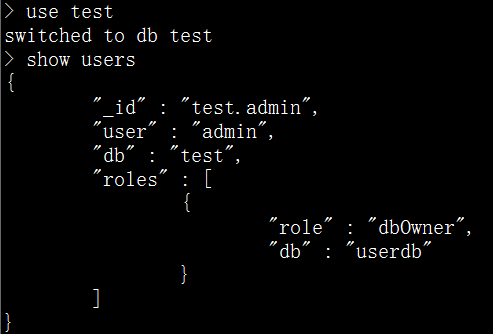 > use test
switched to db test
> show users
{
        "_id" : "test.admin",
        "user" : "admin",
        "db" : "test",
        "roles" : [
                {
                        "role" : "dbOwner",
                        "db" : "userdb"
                }
        ]
}